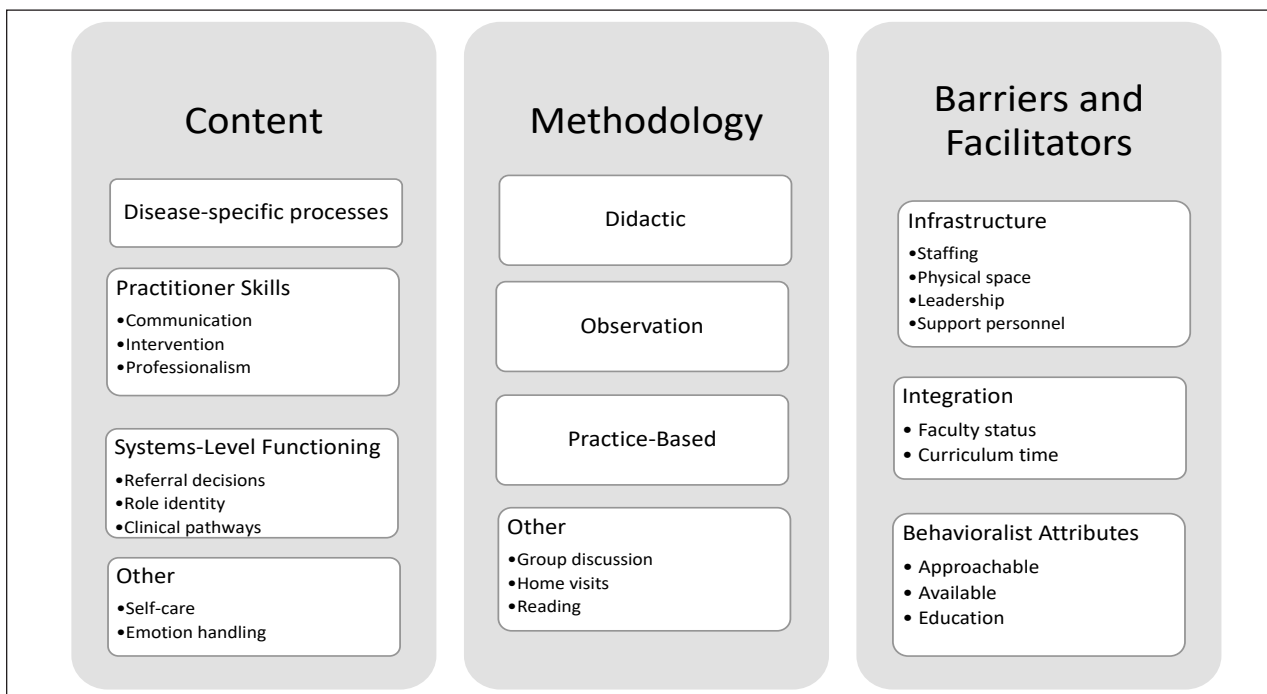 Content
Disease-specific processes
Practitioner Skills
•Communication
•Intervention
•Professionalism
Systems-Level Functioning
•Referral decisions
•Role identity
•Clinical pathways
Other
•Self-care
•Emotion handling
Methodology
Didactic
Observation
Practice-Based
Other
•Group discussion
•Home visits
•Reading
Barriers and
Facilitators
Infrastructure
•Staffing
•Physical space
•Leadership
•Support personnel
Integration
• Faculty status
• Curriculum time
Behavioralist Attributes
• Approachable
• Available
• Education